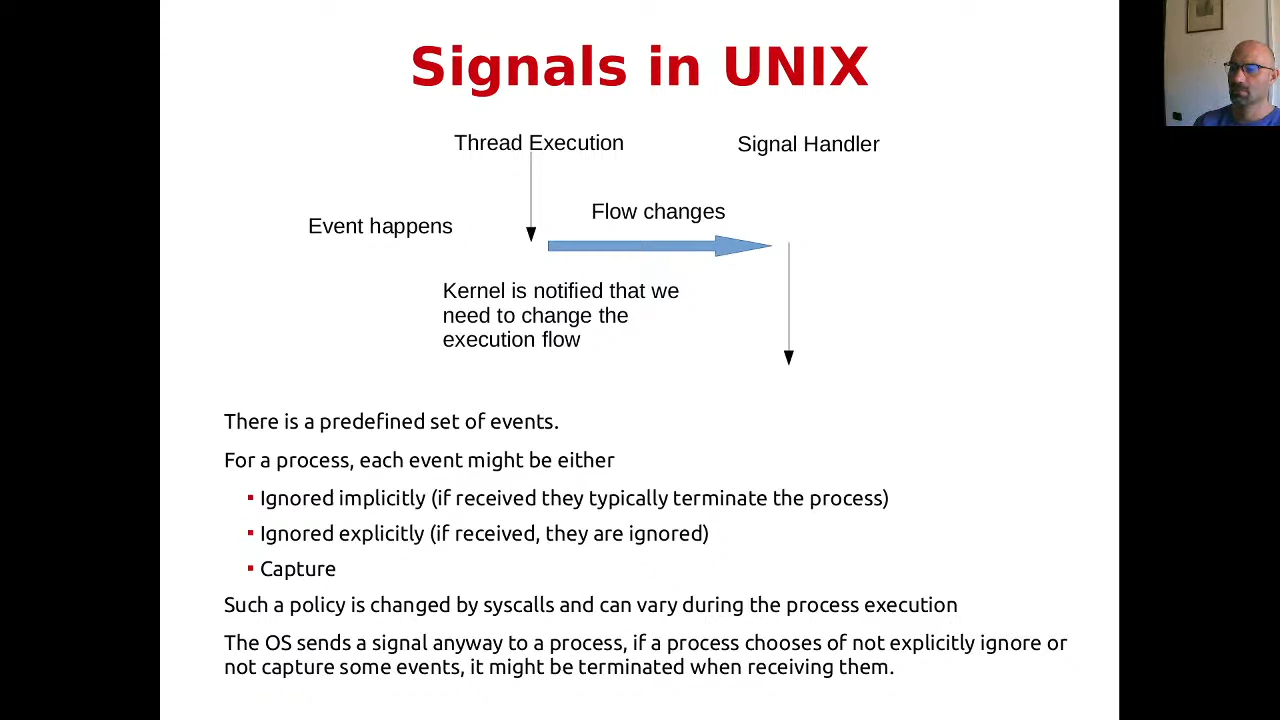 Signals in UNIX
Thread Execution
Signal Handler
Flow changes
Event happens
Kernel is notified that we
need to change the
execution flow
There is a predefined set of events.
For a process, each event might be either
Ignored implicitly (if received they typically terminate the process)
Ignored explicitly (if received, they are ignored)
Capture
Such a policy is changed by syscalls and can vary during the process execution
The OS sends a signal anyway to a process, if a process chooses of not explicitly ignore or
not capture some events, it might be terminated when receiving them.